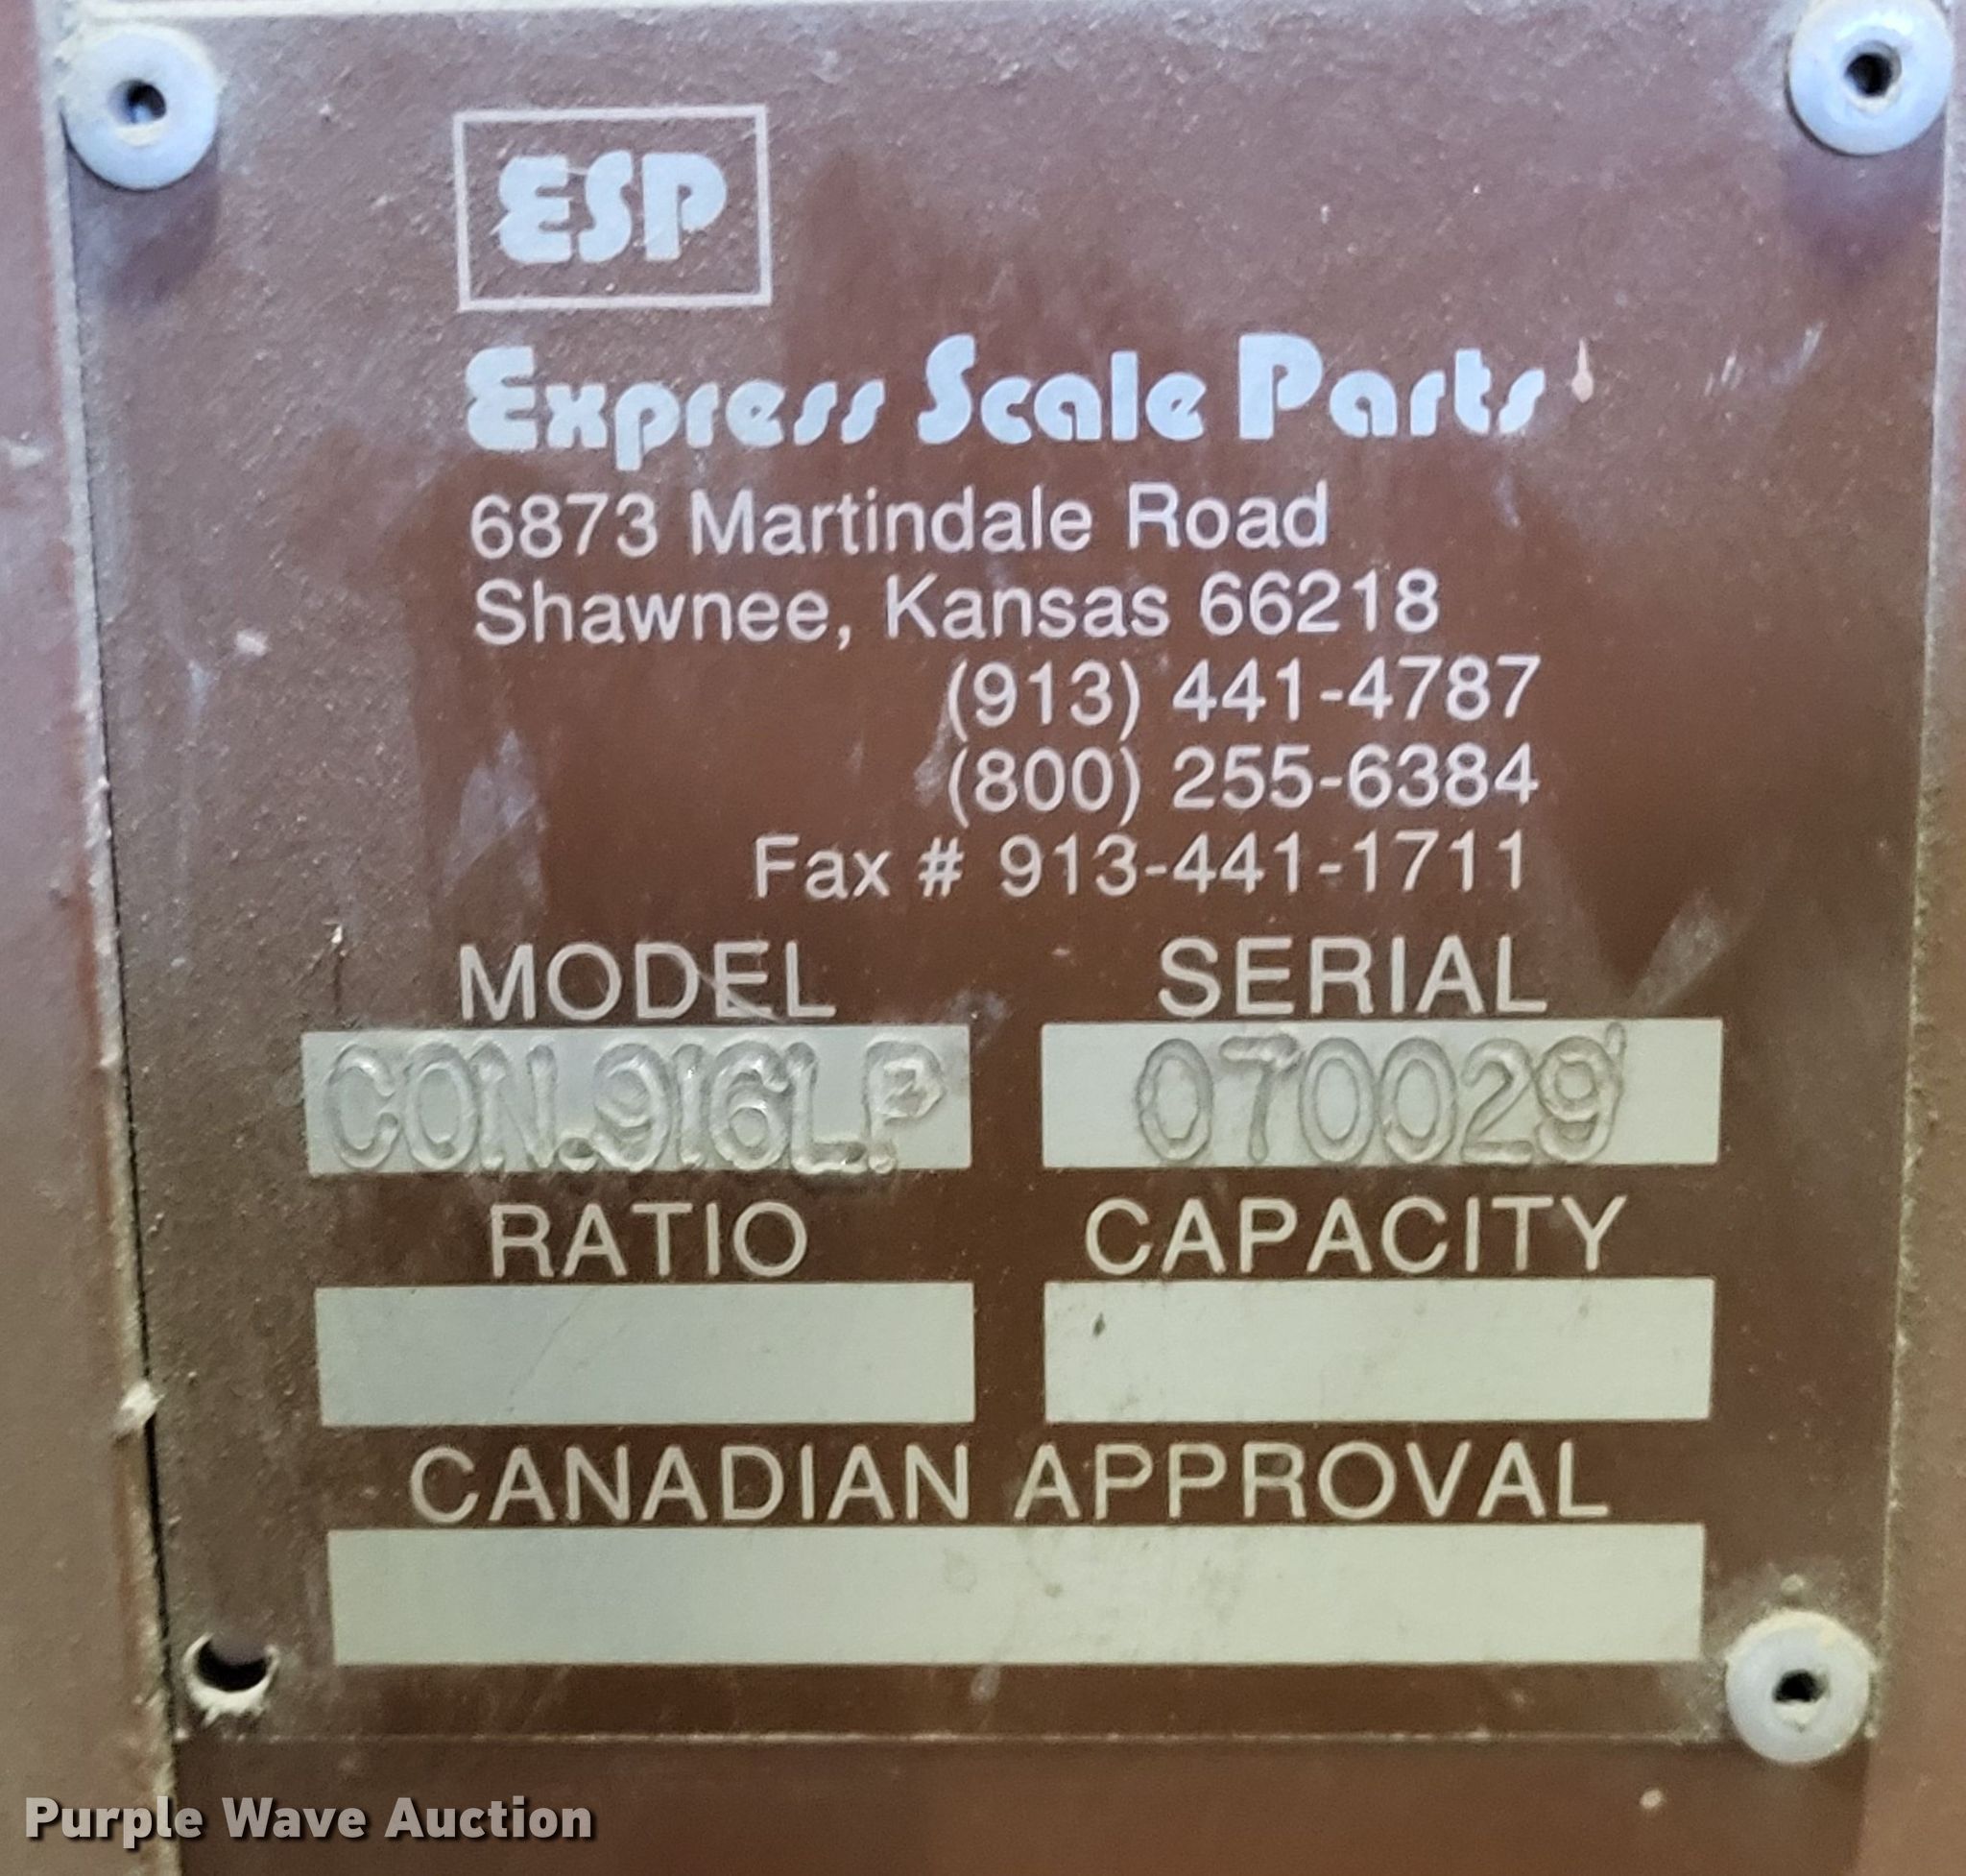 ESP
Express Scale Parts
6873 Martindale Road
Shawnee, Kansas 66218
(913) 441-4787
(800) 255-6384
Fax # 913-441-1711
MODEL SERIAL
CON.916L.P 070029
RATIO CAPACITY
CANADIAN APPROVAL
Purple Wave Auction